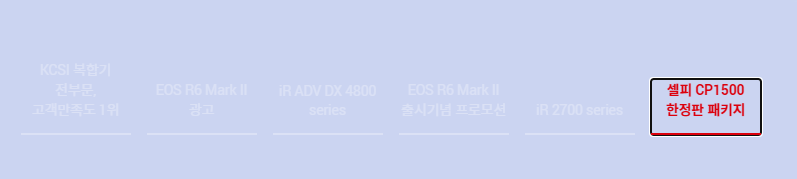 KCSI 복합기
전부문,
고객만족도 1위
EOS R6 Mark II
광고
iR ADV DX 4800
series
EOS R6 Mark II
출시기념 프로모션
iR 2700 series
셀피 CP1500
한정판 패키지